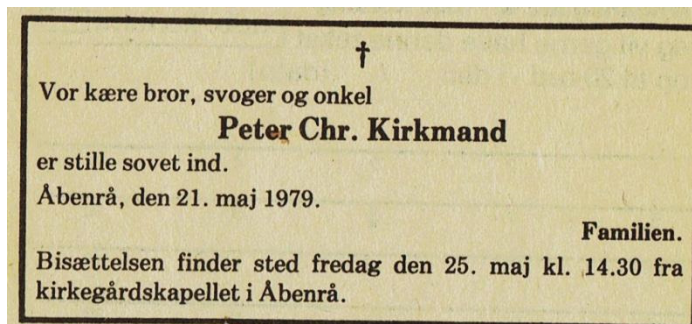 †
Vor kære bror, svoger og onkel
Peter Chr. Kirkmand
er stille sovet ind.
Åbenrå, den 21. maj 1979.
Familien.
Bisættelsen finder sted fredag den 25. maj kl. 14.30 fra
kirkegårdskapellet i Åbenrå.